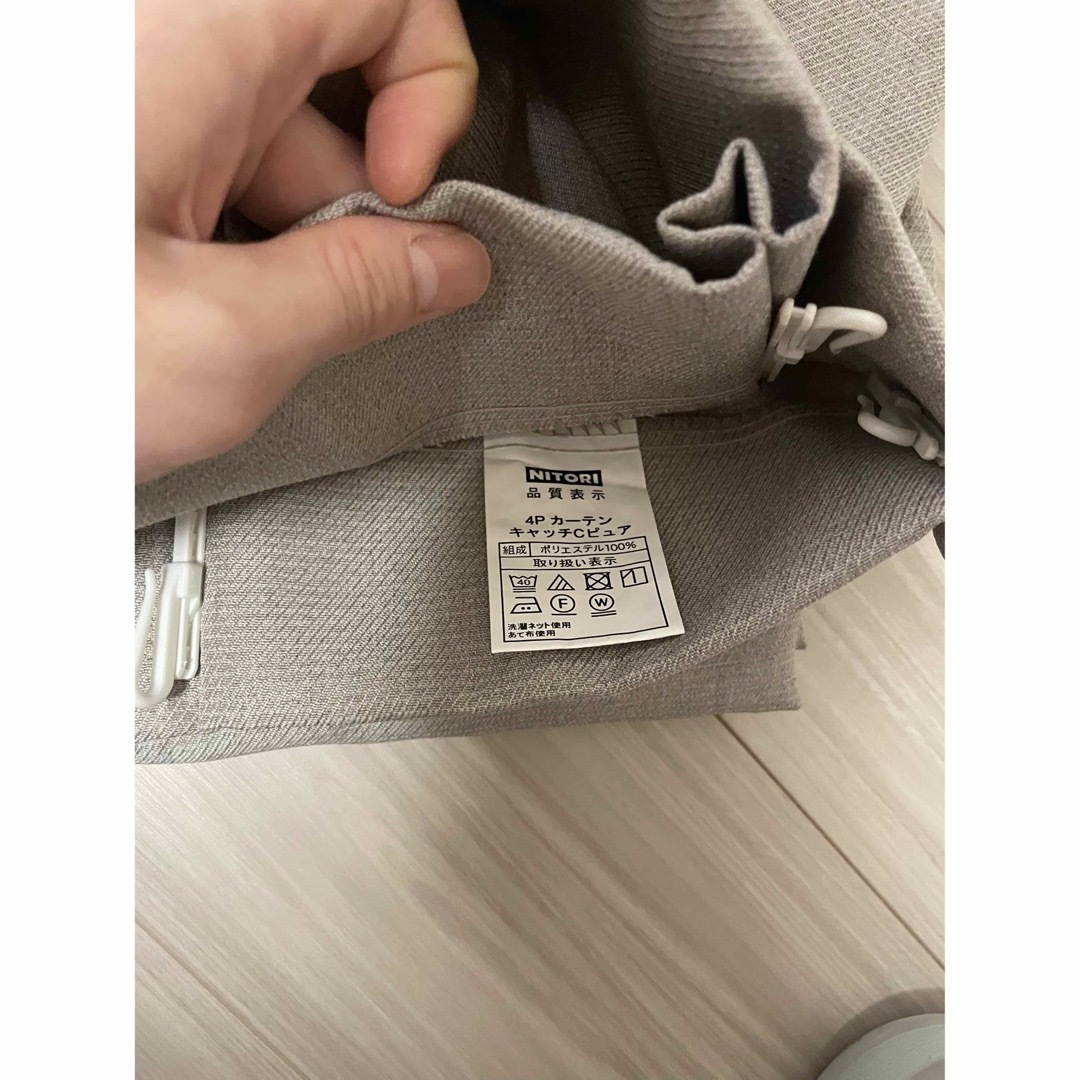 NITORI
品質表示
4P カーテン
キャッチCピュア
組成 ポリエステル100%
取り扱い表示
40
F W
洗濯ネット使用
あて布使用